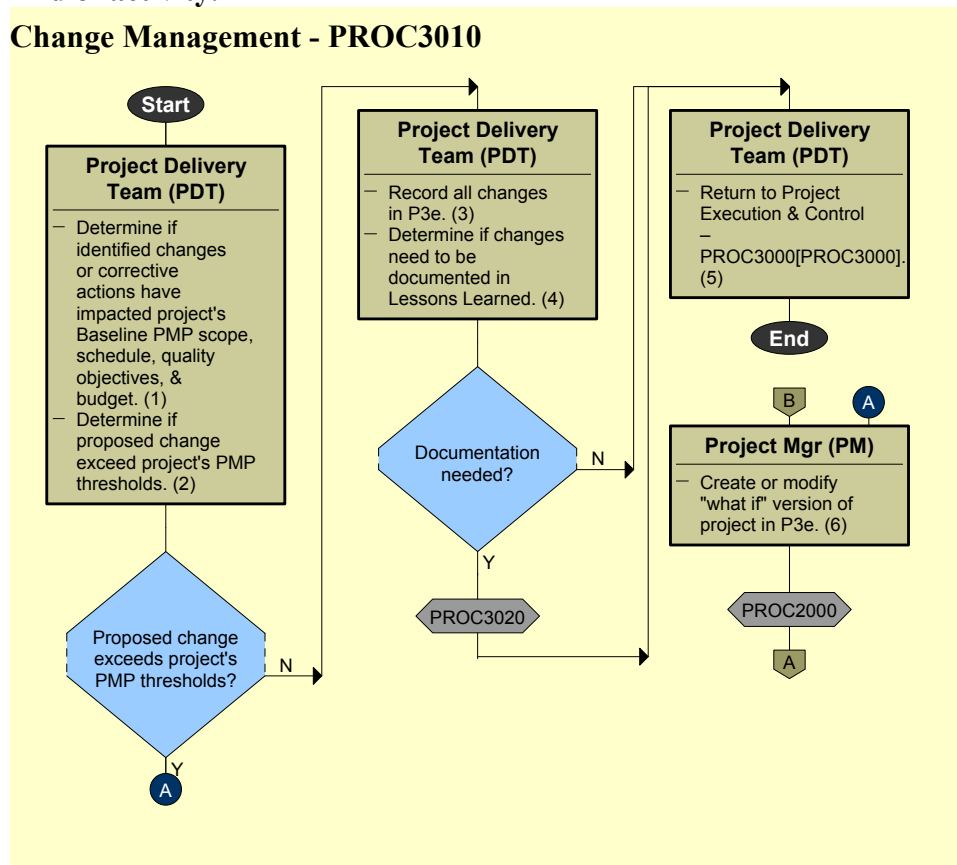 Change Management - PROC3010
Start
Project Delivery
Team (PDT)
– Determine if
identified changes
or corrective
actions have
impacted project's
Baseline PMP scope,
schedule, quality
objectives, &
budget. (1)
– Determine if
proposed change
exceed project's PMP
thresholds. (2)
Proposed change
exceeds project's
PMP thresholds?
N
Y
A
Project Delivery
Team (PDT)
– Record all changes
in P3e. (3)
– Determine if changes
need to be
documented in
Lessons Learned. (4)
Documentation
needed?
N
Y
PROC3020
Project Delivery
Team (PDT)
– Return to Project
Execution & Control
–
PROC3000[PROC3000].
(5)
End
B
A
Project Mgr (PM)
– Create or modify
"what if" version of
project in P3e. (6)
PROC2000
A